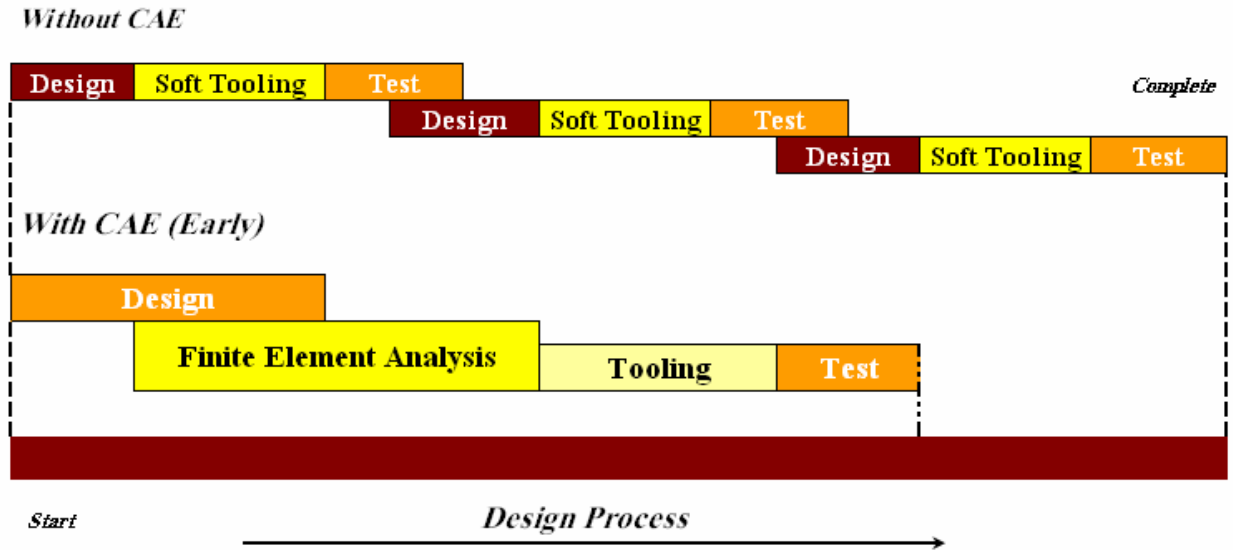 Without CAE
Design Soft Tooling Test
Complete
Design Soft Tooling Test
Design Soft Tooling Test
With CAE (Early)
Design
Finite Element Analysis
Tooling Test
Start
Design Process